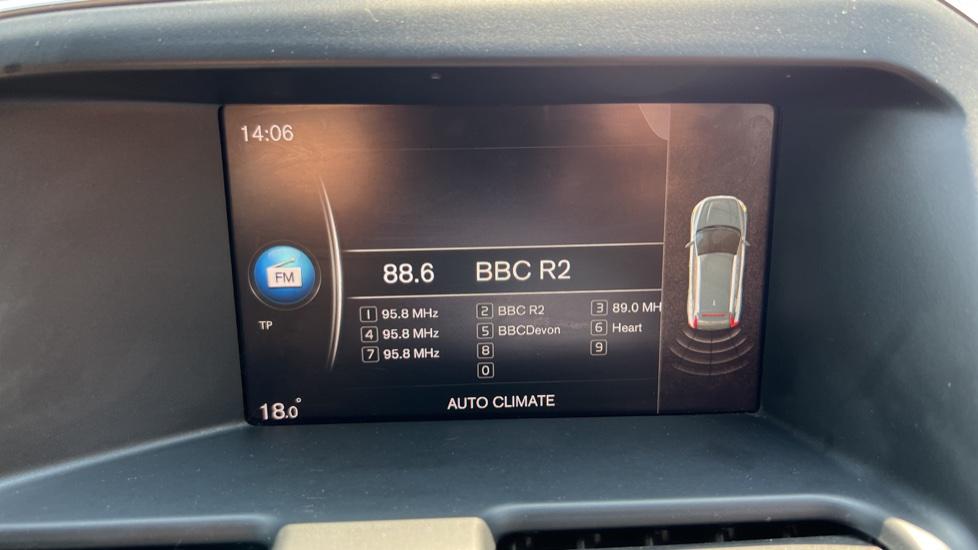 14:06
FM
88.6 BBC R2
TP
1 95.8 MHz 2 BBC R2 3 89.0 MH
4 95.8 MHz 5 BBCDevon 6 Heart
7 95.8 MHz 8 9
0
18.0° AUTO CLIMATE